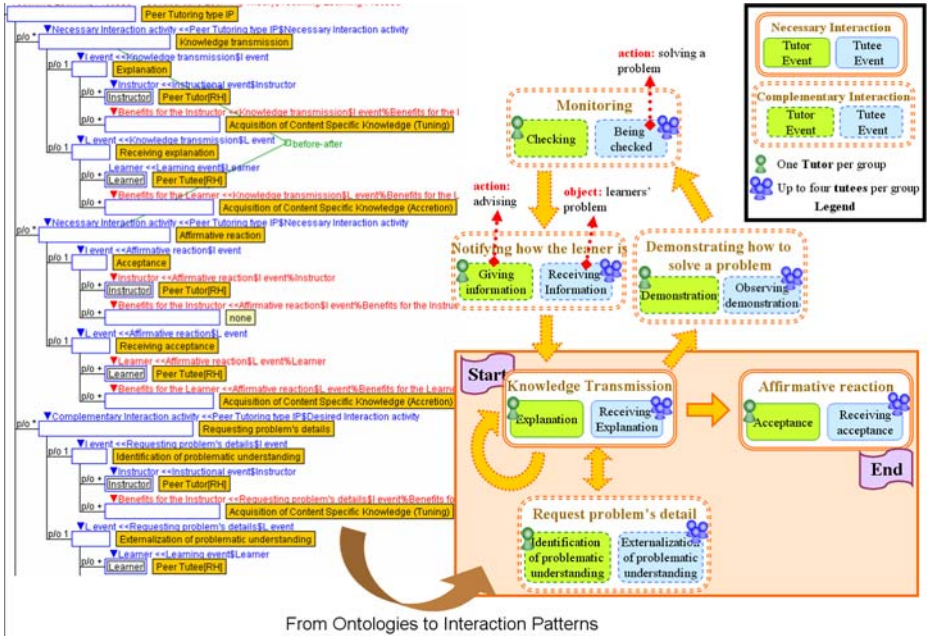 Peer Tutoring type IP
▼Necessary Interaction activity <<Peer Tutoring type IP$Necessary Interaction activity
p/o * Knowledge transmission
▼I event <<Knowledge transmission$I event
p/o 1 Explanation
▼Instructor <<Instructional event$Instructor
p/o + Instructor Peer Tutor[RH]
▼Benefits for the Instructor <<Knowledge transmission$I event%Benefits for the I
p/o + Acquisition of Content Specific Knowledge (Tuning)
▼L event <<Knowledge transmission$L event
before-after
p/o 1 Receiving explanation
▼Learner <<Learning event$Learner
p/o + Learner Peer Tutee[RH]
▼Benefits for the Learner <<Knowledge transmission$L event%Benefits for the L
p/o + Acquisition of Content Specific Knowledge (Accretion)
▼Necessary Interaction activity <<Peer Tutoring type IP$Necessary Interaction activity
p/o * Affirmative reaction
▼I event <<Affirmative reaction$I event
p/o 1 Acceptance
▼Instructor <<Affirmative reaction$I event%Instructor
p/o + Instructor Peer Tutor[RH]
▼Benefits for the Instructor <<Affirmative reaction$I event%Benefits for the Instruc
p/o + none
▼L event <<Affirmative reaction$L event
p/o 1 Receiving acceptance
▼Learner <<Affirmative reaction$L event%Learner
p/o + Learner Peer Tutee[RH]
▼Benefits for the Learner <<Affirmative reaction$L event%Benefits for the Learne
p/o + Acquisition of Content Specific Knowledge (Accretion)
▼Complementary Interaction activity <<Peer Tutoring type IP$Desired Interaction activity
p/o * Requesting problem's details
▼I event <<Requesting problem's details$I event
p/o 1 Identification of problematic understanding
▼Instructor <<Instructional event$Instructor
p/o + Instructor Peer Tutor[RH]
▼Benefits for the Instructor <<Requesting problem's details$I event%Benefits fo
p/o + Acquisition of Content Specific Knowledge (Tuning)
▼L event <<Requesting problem's details$L event
p/o 1 Externalization of problematic understanding
▼Learner <<Learning event$Learner
p/o + Learner Peer Tutee[RH]
action: solving a
problem
Monitoring
Checking
Being
checked
action:
advising
object: learners'
problem
Notifying how the leaner is
Giving
information
Receiving
Information
Demonstrating how to
solve a problem
Demonstration
Observing
demonstration
Start
Knowledge Transmission
Explanation
Receiving
Explanation
Affirmative reaction
Acceptance
Receiving
acceptance
End
Request problem's detail
Identification
of problematic
understanding
Externalization
of problematic
understanding
Necessary Interaction
Tutor
Event
Tutee
Event
Complementary Interaction
Tutor
Event
Tutee
Event
One Tutor per group
Up to four tutees per group
Legend
From Ontologies to Interaction Patterns